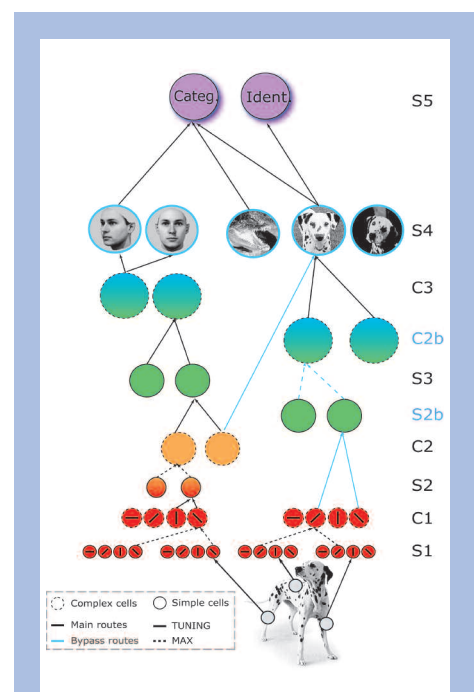 Categ.
Ident.
S5
S4
C3
C2b
S3
S2b
C2
S2
C1
S1
Complex cells
Simple cells
Main routes
TUNING
Bypass routes
MAX